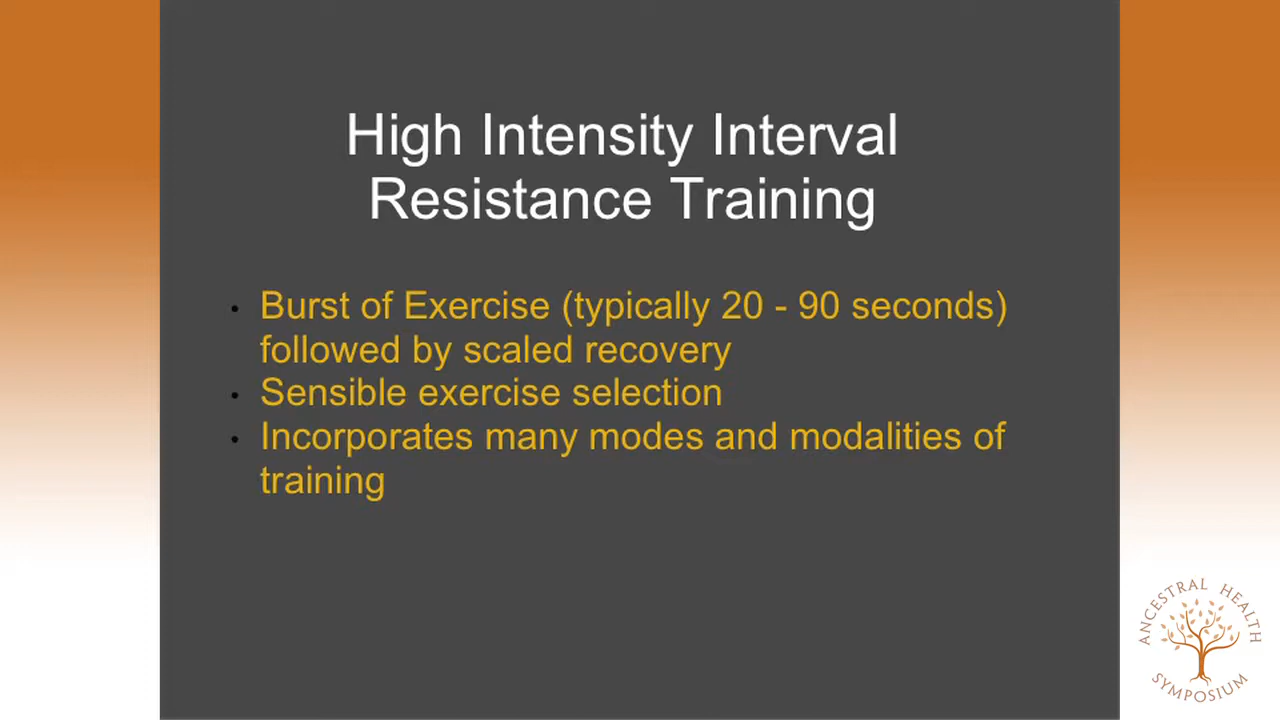 High Intensity Interval
Resistance Training
• Burst of Exercise (typically 20 - 90 seconds)
followed by scaled recovery
• Sensible exercise selection
• Incorporates many modes and modalities of
training
ANCESTRAL HEALTH
SYMPOSIUM